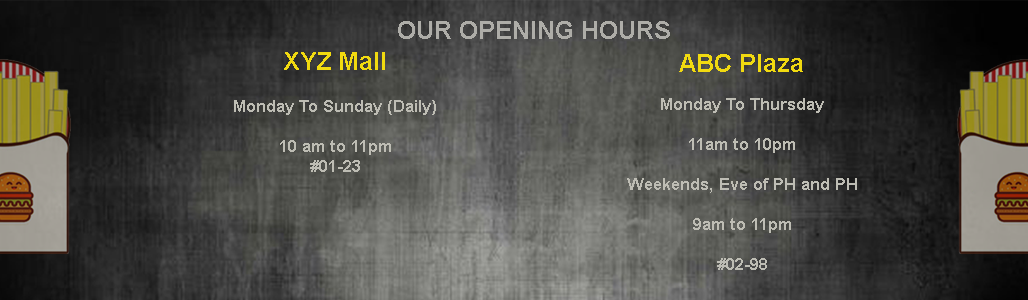 OUR OPENING HOURS
XYZ Mall
Monday To Sunday (Daily)
10 am to 11pm
#01-23
ABC Plaza
Monday To Thursday
11am to 10pm
Weekends, Eve of PH and PH
9am to 11pm
#02-98